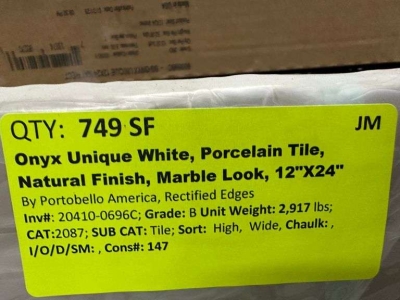 QTY: 749 SF JM
Onyx Unique White, Porcelain Tile,
Natural Finish, Marble Look, 12"X24"
By Portobello America, Rectified Edges
Inv#: 20410-0696C; Grade: B Unit Weight: 2,917 lbs;
CAT:2087; SUB CAT: Tile; Sort: High, Wide, Chaulk: ,
I/O/D/SM: , Cons#: 147